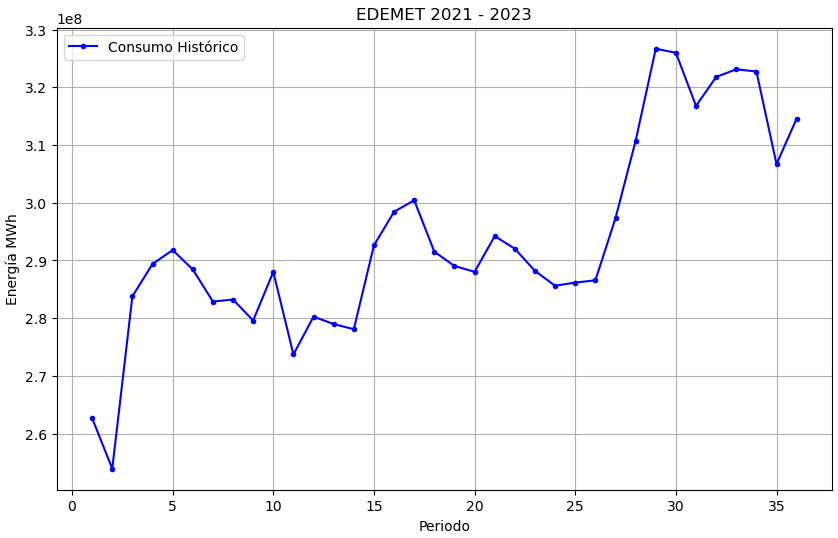 EDEMET 2021 - 2023
1e8
Consumo Histórico
3.3
3.2
3.1
3.0
2.9
2.8
2.7
2.6
Energía MWh
0 5 10 15 20 25 30 35
Periodo